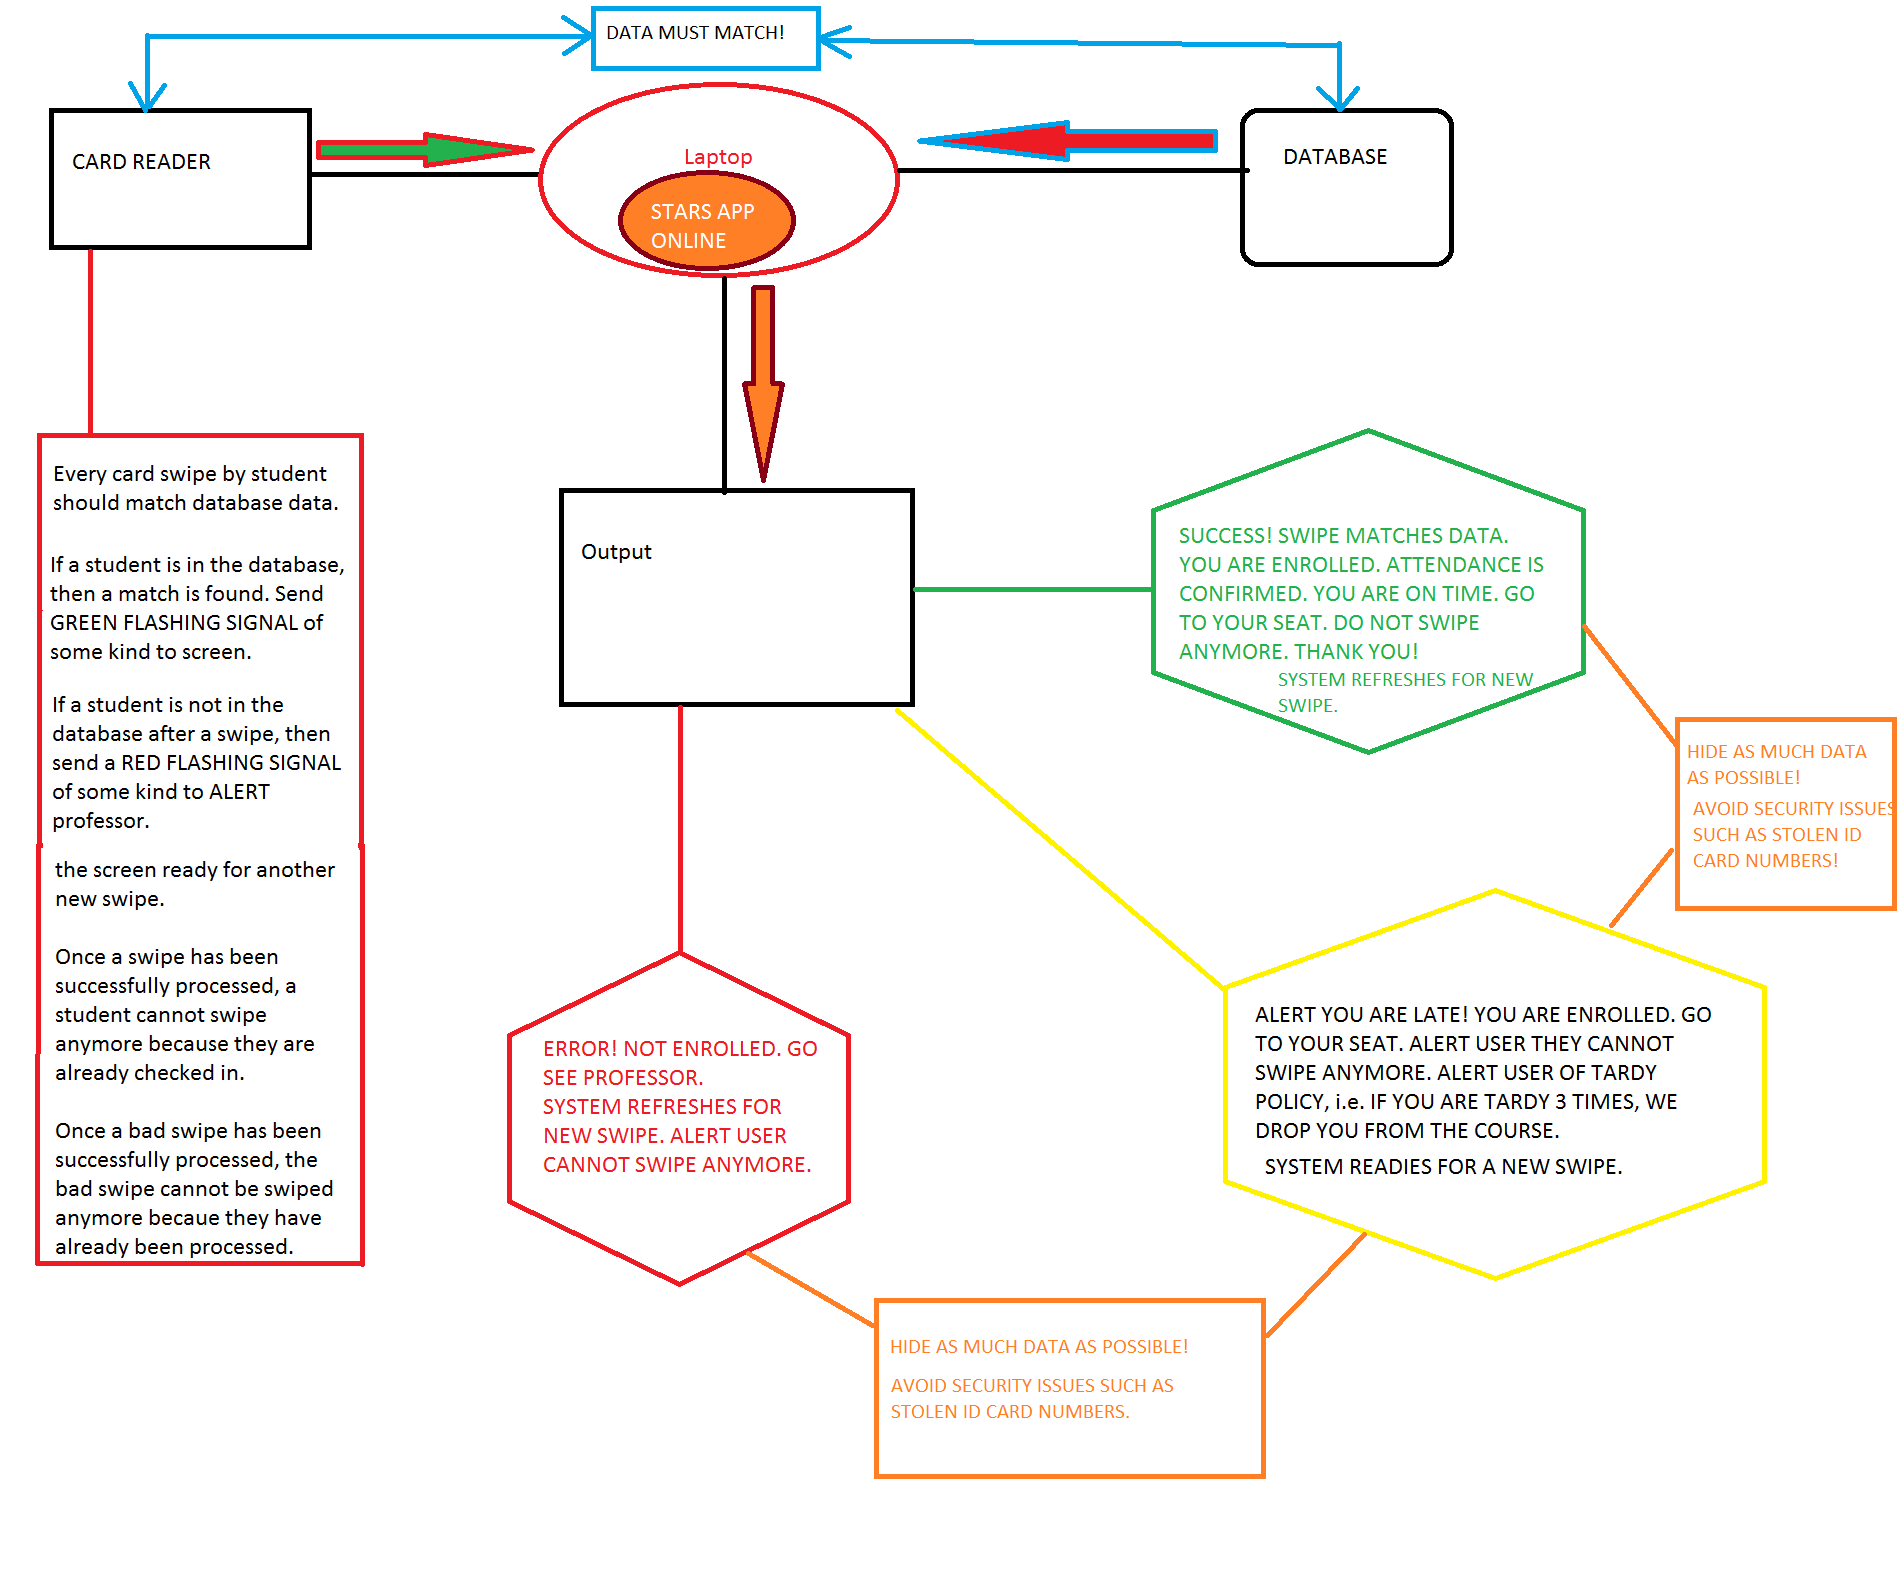 DATA MUST MATCH!
CARD READER
Laptop
STARS APP
ONLINE
DATABASE
Every card swipe by student
should match database data.
If a student is in the database,
then a match is found. Send
GREEN FLASHING SIGNAL of
some kind to screen.
If a student is not in the
database after a swipe, then
send a RED FLASHING SIGNAL
of some kind to ALERT
professor.
the screen ready for another
new swipe.
Once a swipe has been
successfully processed, a
student cannot swipe
anymore because they are
already checked in.
Once a bad swipe has been
successfully processed, the
bad swipe cannot be swiped
anymore becaue they have
already been processed.
Output
SUCCESS! SWIPE MATCHES DATA.
YOU ARE ENROLLED. ATTENDANCE IS
CONFIRMED. YOU ARE ON TIME. GO
TO YOUR SEAT. DO NOT SWIPE
ANYMORE. THANK YOU!
SYSTEM REFRESHES FOR NEW
SWIPE.
HIDE AS MUCH DATA
AS POSSIBLE!
AVOID SECURITY ISSUES
SUCH AS STOLEN ID
CARD NUMBERS!
ERROR! NOT ENROLLED. GO
SEE PROFESSOR.
SYSTEM REFRESHES FOR
NEW SWIPE. ALERT USER
CANNOT SWIPE ANYMORE.
ALERT YOU ARE LATE! YOU ARE ENROLLED. GO
TO YOUR SEAT. ALERT USER THEY CANNOT
SWIPE ANYMORE. ALERT USER OF TARDY
POLICY, i.e. IF YOU ARE TARDY 3 TIMES, WE
DROP YOU FROM THE COURSE.
SYSTEM READIES FOR A NEW SWIPE.
HIDE AS MUCH DATA AS POSSIBLE!
AVOID SECURITY ISSUES SUCH AS
STOLEN ID CARD NUMBERS.